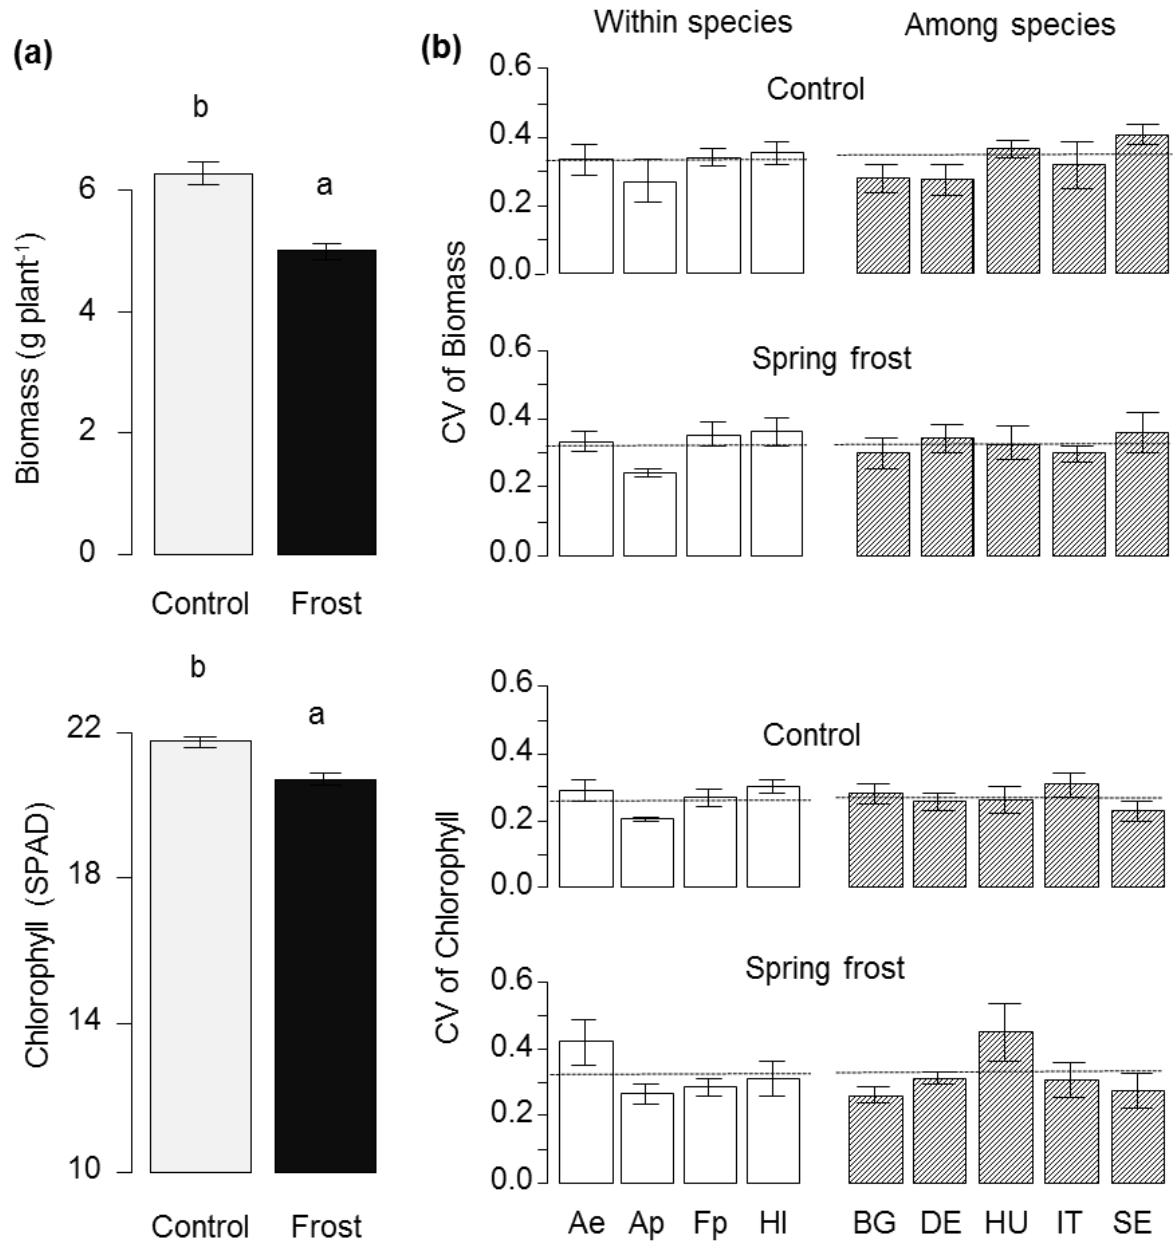 (a)
b
a
6
4
2
0
Biomass (g plant-1)
Control Frost
b
a
22
18
14
10
Chlorophyll (SPAD)
Control Frost
(b)
Within species Among species
Control
0.6
0.4
0.2
0.0
CV of Biomass
Spring frost
0.6
0.4
0.2
0.0
Control
0.6
0.4
0.2
0.0
CV of Chlorophyll
Spring frost
0.6
0.4
0.2
0.0
Ae Ap Fp Hl BG DE HU IT SE